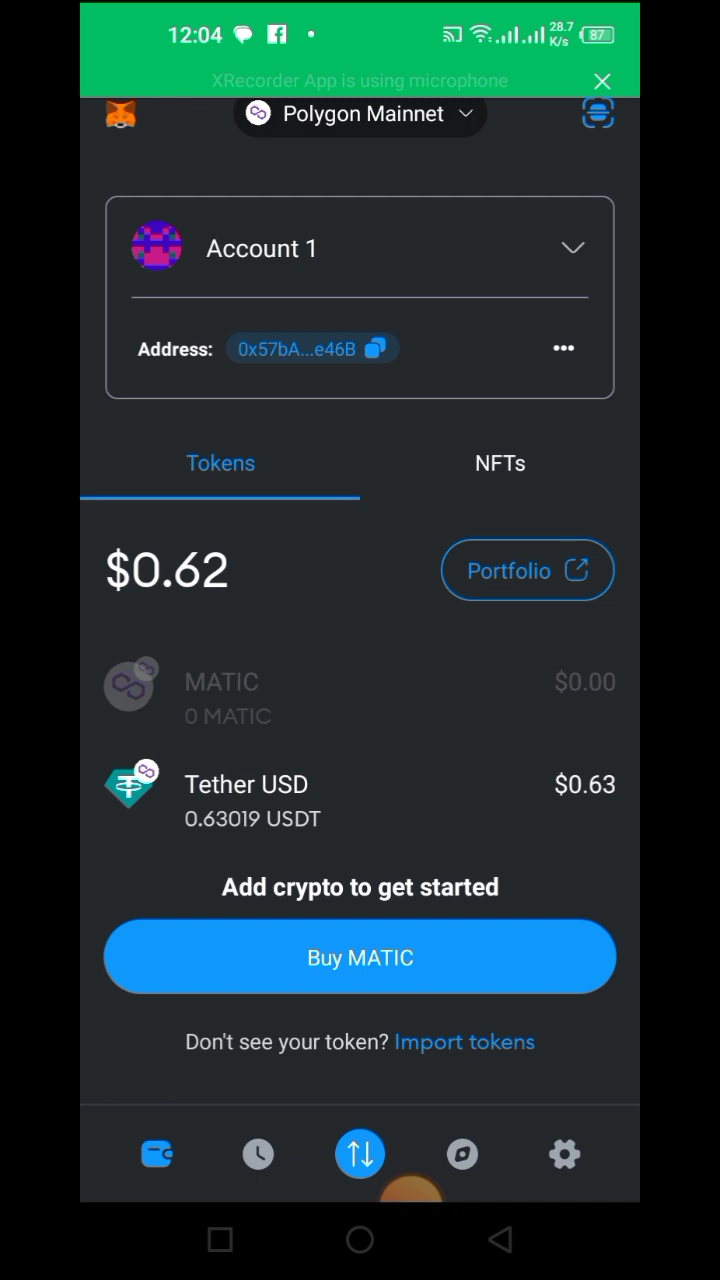 12:04
28.7
K/s
87
XRecorder App is using microphone
Polygon Mainnet
Account 1
Address: 0x57bA...e46B
Tokens NFTs
$0.62 Portfolio
MATIC $0.00
0 MATIC
Tether USD $0.63
0.63019 USDT
Add crypto to get started
Buy MATIC
Don't see your token? Import tokens